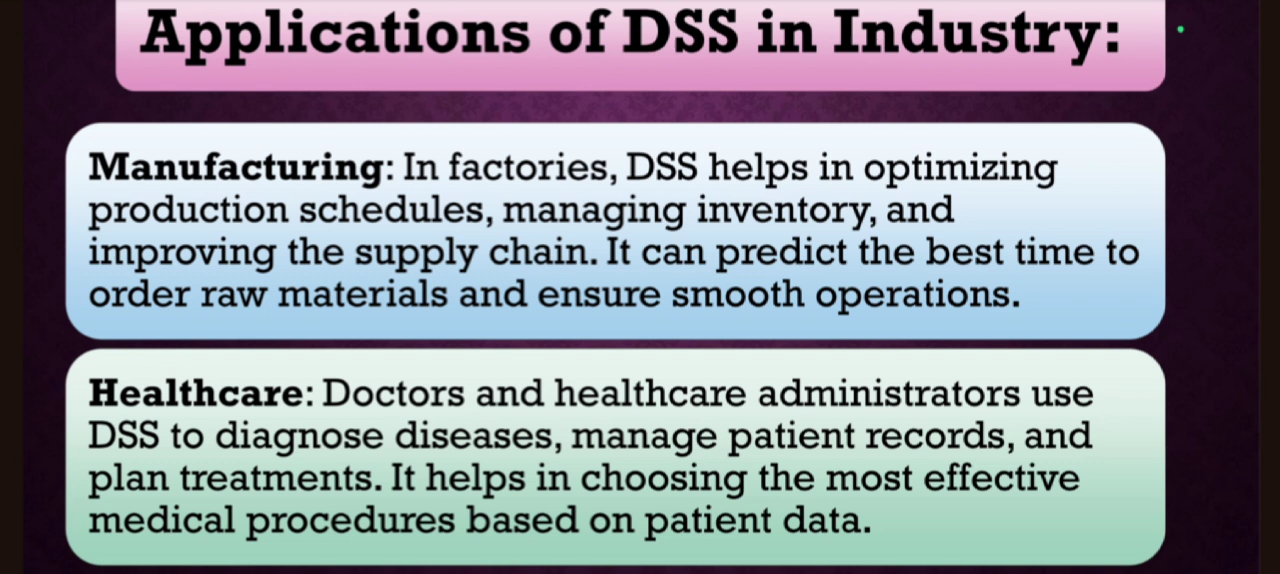 Applications of DSS in Industry:
Manufacturing: In factories, DSS helps in optimizing
production schedules, managing inventory, and
improving the supply chain. It can predict the best time to
order raw materials and ensure smooth operations.
Healthcare: Doctors and healthcare administrators use
DSS to diagnose diseases, manage patient records, and
plan treatments. It helps in choosing the most effective
medical procedures based on patient data.